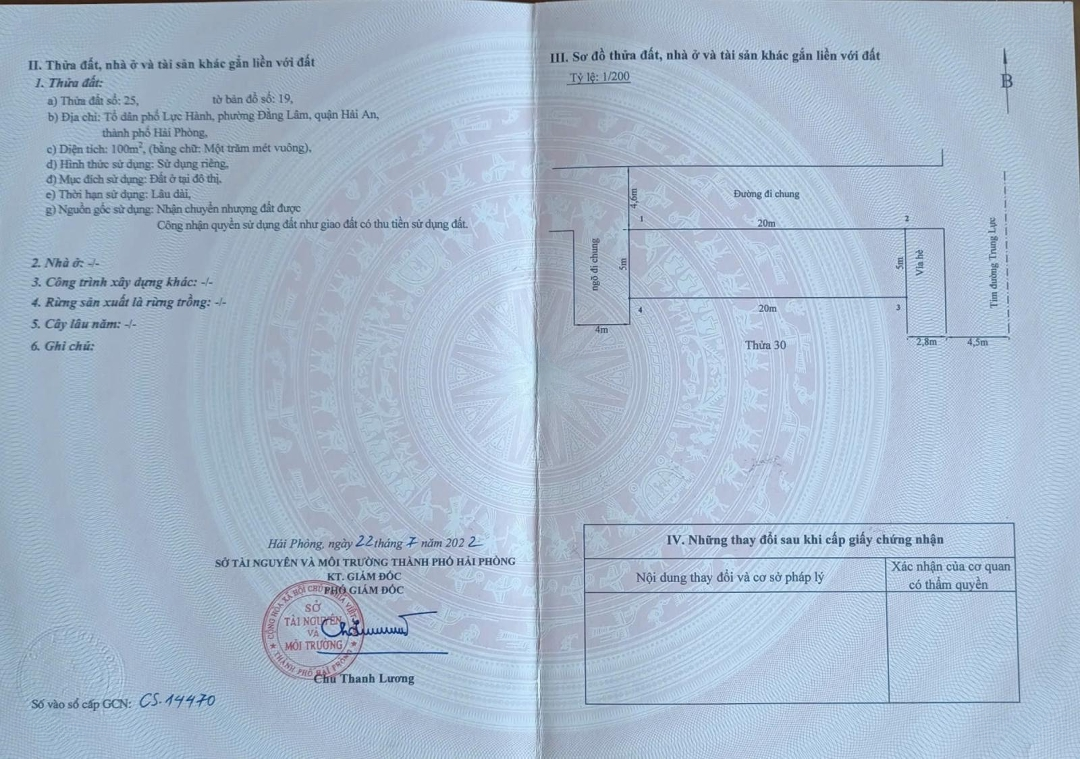 II. Thửa đất, nhà ở và tài sản khác gắn liền với đất
1. Thửa đất:
a) Thửa đất số: 25, tờ bản đồ số: 19,
b) Địa chỉ: Tổ dân phố Lực Hành, phường Đằng Lâm, quận Hải An,
thành phố Hải Phòng,
c) Diện tích: 100m², (bằng chữ: Một trăm mét vuông),
d) Hình thức sử dụng: Sử dụng riêng,
đ) Mục đích sử dụng: Đất ở tại đô thị,
e) Thời hạn sử dụng: Lâu dài,
g) Nguồn gốc sử dụng: Nhận chuyển nhượng đất được
Công nhận quyền sử dụng đất như giao đất có thu tiền sử dụng đất.
2. Nhà ở: -/-
3. Công trình xây dựng khác: -/-
4. Rừng sản xuất là rừng trồng: -/-
5. Cây lâu năm: -/-
6. Ghi chú:
Hải Phòng, ngày 22 tháng 7 năm 2022
SỞ TÀI NGUYÊN VÀ MÔI TRƯỜNG THÀNH PHỐ HẢI PHÒNG
KT. GIÁM ĐỐC
PHÓ GIÁM ĐỐC
CỘNG HÒA XÃ HỘI CHỦ NGHĨA VIỆT
SỞ
TÀI NGUYÊN
VÀ
MÔI TRƯỜNG
THÀNH PHỐ HẢI PHÒNG
Chu Thanh Lương
Số vào sổ cấp GCN: CS.14470
III. Sơ đồ thửa đất, nhà ở và tài sản khác gắn liền với đất
Tỷ lệ: 1/200
B
4,6m
Đường đi chung
1
20m
2
ngõ đi chung
5m
5m
Vỉa hè
Tim đường Trung Lực
4
20m
3
4m
Thửa 30
2,8m
4,5m
IV. Những thay đổi sau khi cấp giấy chứng nhận
Nội dung thay đổi và cơ sở pháp lý
Xác nhận của cơ quan
có thẩm quyền